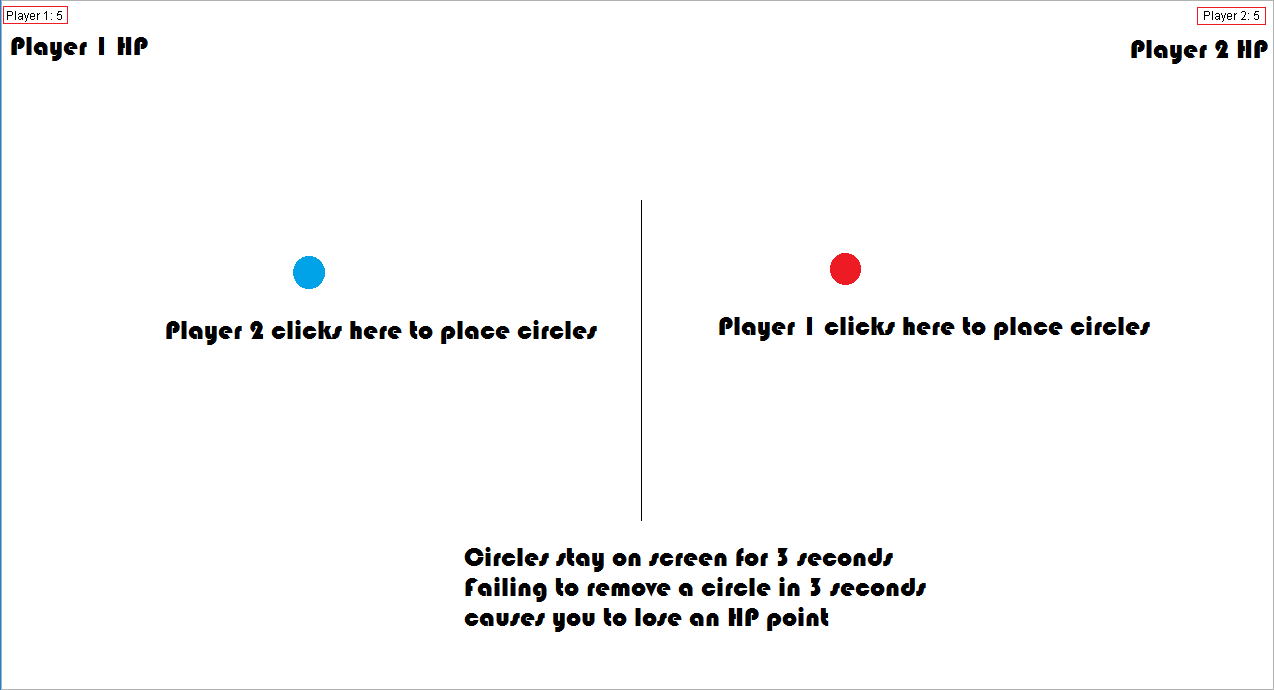 Player 1: 5
Player 2: 5
Player 1 HP
Player 2 HP
Player 2 clicks here to place circles
Player 1 clicks here to place circles
Circles stay on screen for 3 seconds
Failing to remove a circle in 3 seconds
causes you to lose an HP point